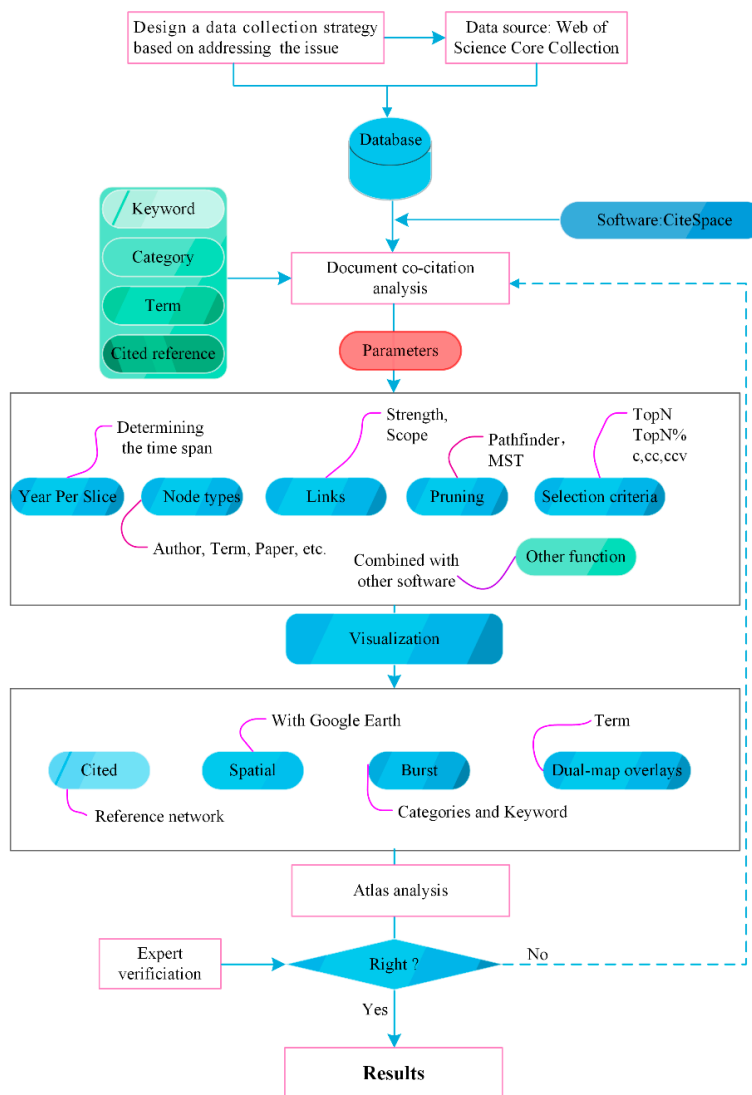 Design a data collection strategy
based on addressing the issue
Data source: Web of
Science Core Collection
Database
Software:CiteSpace
Keyword
Category
Term
Cited reference
Document co-citation
analysis
Parameters
Determining
the time span
Strength,
Scope
Pathfinder,
MST
TopN
TopN%
c,cc,ccv
Year Per Slice
Node types
Links
Pruning
Selection criteria
Author, Term, Paper, etc.
Combined with
other software
Other function
Visualization
With Google Earth
Term
Cited
Spatial
Burst
Dual-map overlays
Reference network
Categories and Keyword
Atlas analysis
Expert
verificiation
Right ?
No
Yes
Results